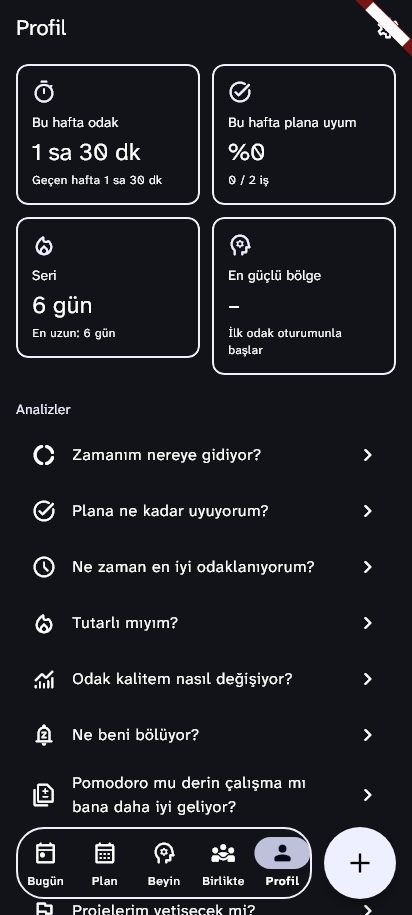 Profil
Bu hafta odak
1 sa 30 dk
Geçen hafta 1 sa 30 dk
Bu hafta plana uyum
%0
0 / 2 iş
Seri
6 gün
En uzun: 6 gün
En güçlü bölge
–
İlk odak oturumunla
başlar
Analizler
Zamanım nereye gidiyor?
Plana ne kadar uyuyorum?
Ne zaman en iyi odaklanıyorum?
Tutarlı mıyım?
Odak kalitem nasıl değişiyor?
Ne beni bölüyor?
Pomodoro mu derin çalışma mı
bana daha iyi geliyor?
Bugün
Plan
Beyin
Birlikte
Profil
Projelerim yetişecek mi?